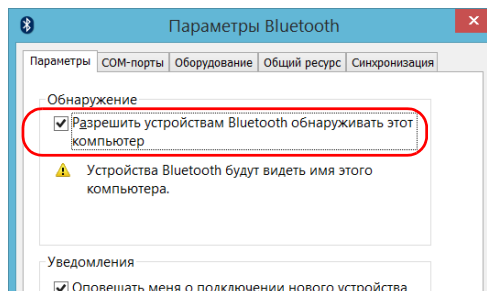 Параметры Bluetooth
Параметры COM-порты Оборудование Общий ресурс Синхронизация
Обнаружение
Разрешить устройствам Bluetooth обнаруживать этот
компьютер
Устройства Bluetooth будут видеть имя этого
компьютера.
Уведомления
Оповещать меня о подключении нового устройства